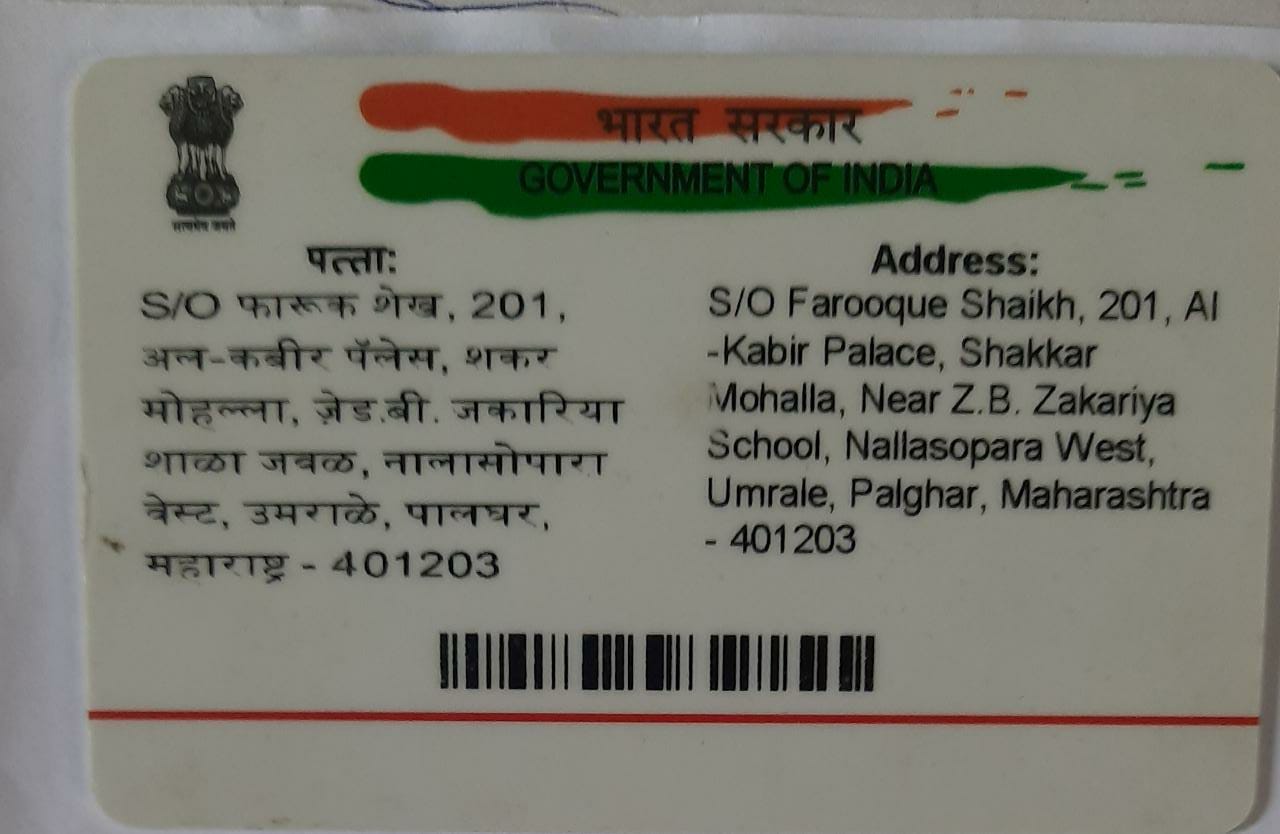 भारत सरकार
GOVERNMENT OF INDIA
सत्यमेव जयते
पत्ता:
S/O फारूक शेख, 201,
अल-कबीर पॅलेस, शकर
मोहल्ला, ज़ेड.बी. जकारिया
शाळा जवळ, नालासोपारा
वेस्ट, उमराळे, पालघर,
महाराष्ट्र - 401203
Address:
S/O Farooque Shaikh, 201, Al
-Kabir Palace, Shakkar
Mohalla, Near Z.B. Zakariya
School, Nallasopara West,
Umrale, Palghar, Maharashtra
- 401203